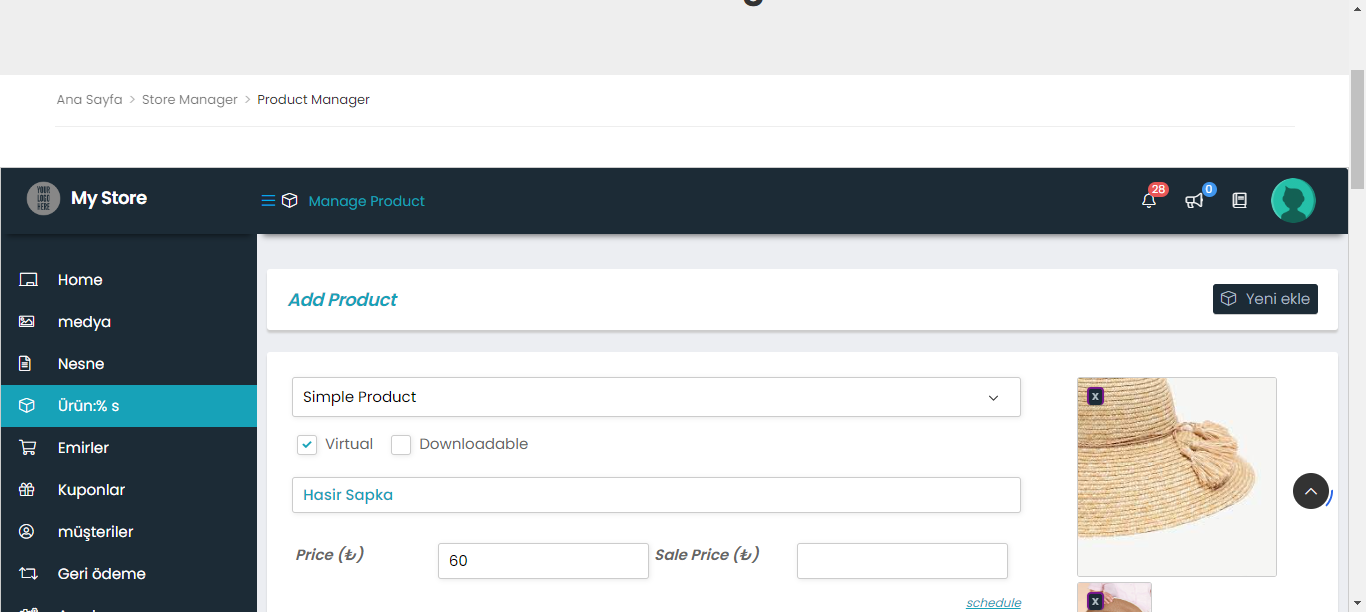 Ana Sayfa > Store Manager > Product Manager
YOUR LOGO HERE
My Store
Manage Product
28
0
Home
medya
Nesne
Ürün:% s
Emirler
Kuponlar
müşteriler
Geri ödeme
Add Product
Yeni ekle
Simple Product
Virtual Downloadable
Hasir Sapka
Price (₺) 60 Sale Price (₺)
schedule
x
x